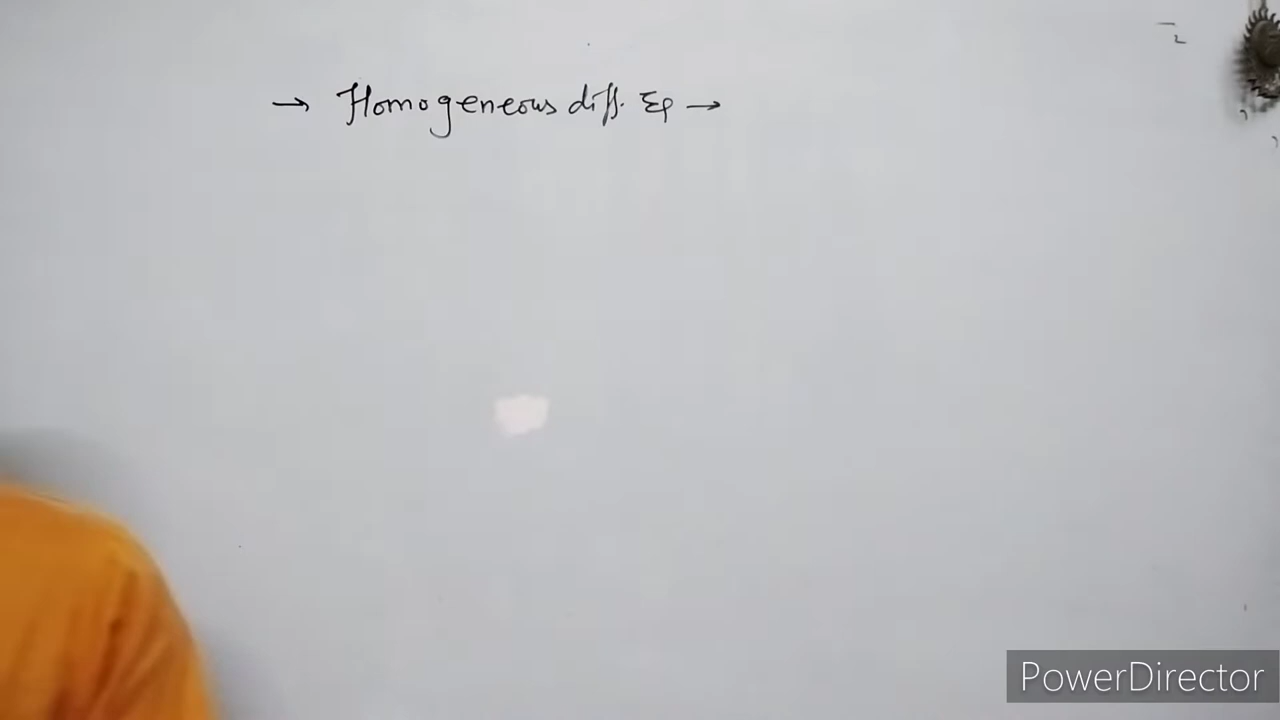 → Homogeneous diff. Eq →
PowerDirector